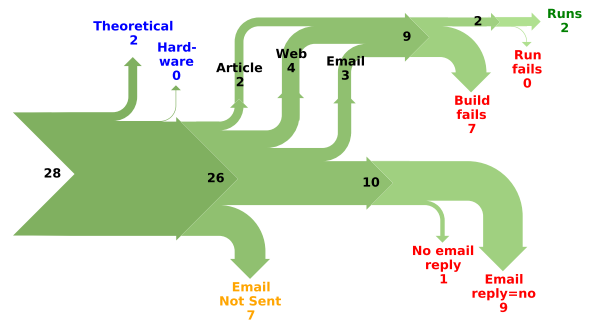 Theoretical
2
Hard-
ware
0
Article
2
Web
4
Email
3
9
2
Runs
2
Run
fails
0
Build
fails
7
28
26
10
No email
reply
1
Email
reply=no
9
Email
Not Sent
7